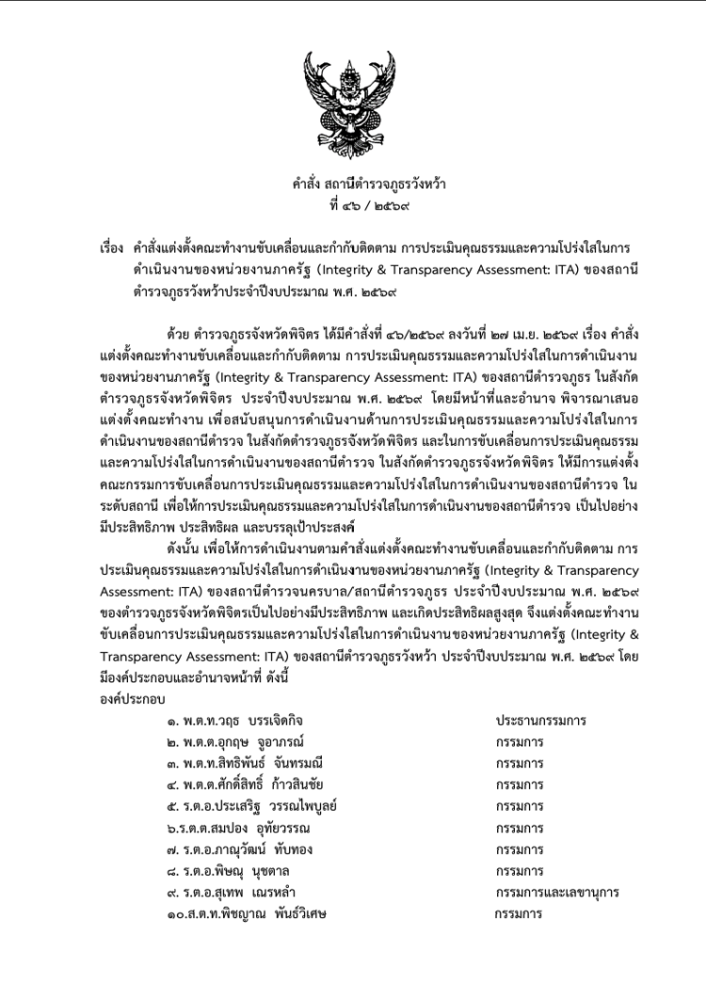 คำสั่ง สถานีตำรวจภูธรวังหว้า
ที่ ๔๖ / ๒๕๖๙
เรื่อง คำสั่งแต่งตั้งคณะทำงานขับเคลื่อนและกำกับติดตาม การประเมินคุณธรรมและความโปร่งใสในการ
ดำเนินงานของหน่วยงานภาครัฐ (Integrity & Transparency Assessment: ITA) ของสถานี
ตำรวจภูธรวังหว้าประจำปีงบประมาณ พ.ศ. ๒๕๖๙
ด้วย ตำรวจภูธรจังหวัดพิจิตร ได้มีคำสั่งที่ ๔๖/๒๕๖๙ ลงวันที่ ๒๗ เม.ย. ๒๕๖๙ เรื่อง คำสั่ง
แต่งตั้งคณะทำงานขับเคลื่อนและกำกับติดตาม การประเมินคุณธรรมและความโปร่งใสในการดำเนินงาน
ของหน่วยงานภาครัฐ (Integrity & Transparency Assessment: ITA) ของสถานีตำรวจภูธร ในสังกัด
ตำรวจภูธรจังหวัดพิจิตร ประจำปีงบประมาณ พ.ศ. ๒๕๖๙ โดยมีหน้าที่และอำนาจ พิจารณาเสนอ
แต่งตั้งคณะทำงาน เพื่อสนับสนุนการดำเนินงานด้านการประเมินคุณธรรมและความโปร่งใสในการ
ดำเนินงานของสถานีตำรวจ ในสังกัดตำรวจภูธรจังหวัดพิจิตร และในการขับเคลื่อนการประเมินคุณธรรม
และความโปร่งใสในการดำเนินงานของสถานีตำรวจ ในสังกัดตำรวจภูธรจังหวัดพิจิตร ให้มีการแต่งตั้ง
คณะกรรมการขับเคลื่อนการประเมินคุณธรรมและความโปร่งใสในการดำเนินงานของสถานีตำรวจ ใน
ระดับสถานี เพื่อให้การประเมินคุณธรรมและความโปร่งใสในการดำเนินงานของสถานีตำรวจ เป็นไปอย่าง
มีประสิทธิภาพ ประสิทธิผล และบรรลุเป้าประสงค์
ดังนั้น เพื่อให้การดำเนินงานตามคำสั่งแต่งตั้งคณะทำงานขับเคลื่อนและกำกับติดตาม การ
ประเมินคุณธรรมและความโปร่งใสในการดำเนินงานของหน่วยงานภาครัฐ (Integrity & Transparency
Assessment: ITA) ของสถานีตำรวจนครบาล/สถานีตำรวจภูธร ประจำปีงบประมาณ พ.ศ. ๒๕๖๙
ของตำรวจภูธรจังหวัดพิจิตรเป็นไปอย่างมีประสิทธิภาพ และเกิดประสิทธิผลสูงสุด จึงแต่งตั้งคณะทำงาน
ขับเคลื่อนการประเมินคุณธรรมและความโปร่งใสในการดำเนินงานของหน่วยงานภาครัฐ (Integrity &
Transparency Assessment: ITA) ของสถานีตำรวจภูธรวังหว้า ประจำปีงบประมาณ พ.ศ. ๒๕๖๙ โดย
มีองค์ประกอบและอำนาจหน้าที่ ดังนี้
องค์ประกอบ
๑. พ.ต.ท.วฤธ บรรเจิดกิจ ประธานกรรมการ
๒. พ.ต.ต.อุกฤษ จูอาภรณ์ กรรมการ
๓. พ.ต.ท.สิทธิพันธ์ จันทรมณี กรรมการ
๔. พ.ต.ต.ศักดิ์สิทธิ์ ก้าวสินชัย กรรมการ
๕. ร.ต.อ.ประเสริฐ วรรณไพบูลย์ กรรมการ
๖.ร.ต.ต.สมปอง อุทัยวรรณ กรรมการ
๗. ร.ต.อ.ภาณุวัฒน์ ทับทอง กรรมการ
๘. ร.ต.อ.พิษณุ นุชตาล กรรมการ
๙. ร.ต.อ.สุเทพ เณรหลำ กรรมการและเลขานุการ
๑๐.ส.ต.ท.พิชญาณ พันธ์วิเศษ กรรมการ